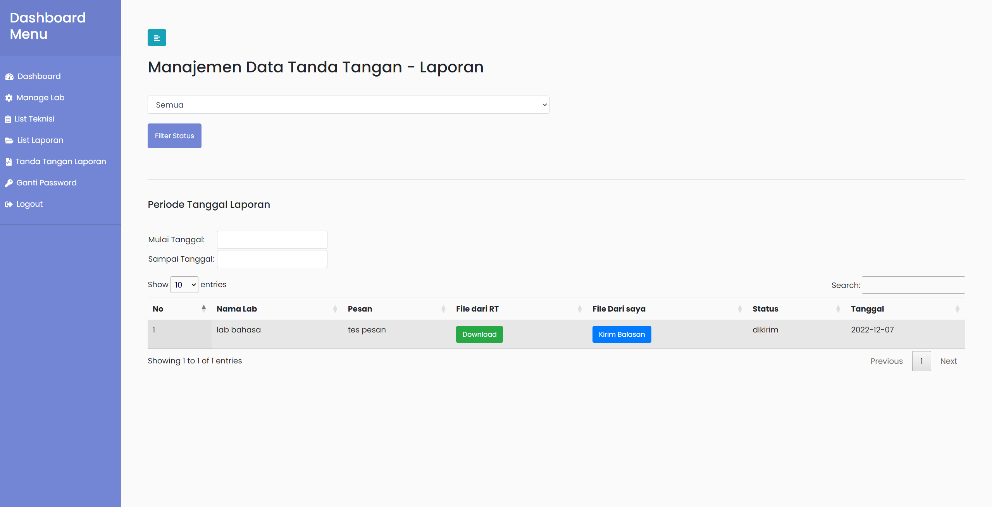 Dashboard
Menu
Dashboard
Manage Lab
List Teknisi
List Laporan
Tanda Tangan Laporan
Ganti Password
Logout
Manajemen Data Tanda Tangan - Laporan
Semua
Filter Status
Periode Tanggal Laporan
Mulai Tanggal:
Sampai Tanggal:
Show 10 entries
Search:
No Nama Lab Pesan File dari RT File Dari saya Status Tanggal
1 lab bahasa tes pesan Download Kirim Balasan dikirim 2022-12-07
Showing 1 to 1 of 1 entries
Previous 1 Next